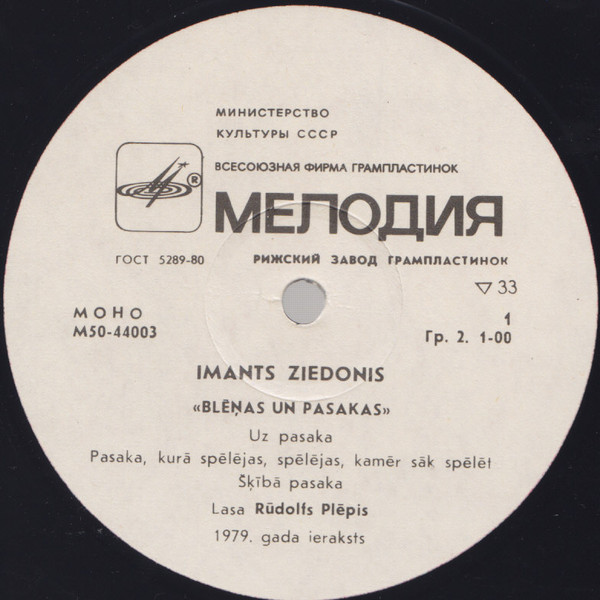 МИНИСТЕРСТВО
КУЛЬТУРЫ СССР
ВСЕСОЮЗНАЯ ФИРМА ГРАМПЛАСТИНОК
®
МЕЛОДИЯ
ГОСТ 5289-80 РИЖСКИЙ ЗАВОД ГРАМПЛАСТИНОК
▽ 33
МОНО 1
М50-44003 Гр. 2. 1-00
IMANTS ZIEDONIS
«BLĒŅAS UN PASAKAS»
Uz pasaka
Pasaka, kurā spēlējas, spēlējas, kamēr sāk spēlēt
Šķībā pasaka
Lasa Rūdolfs Plēpis
1979. gada ieraksts